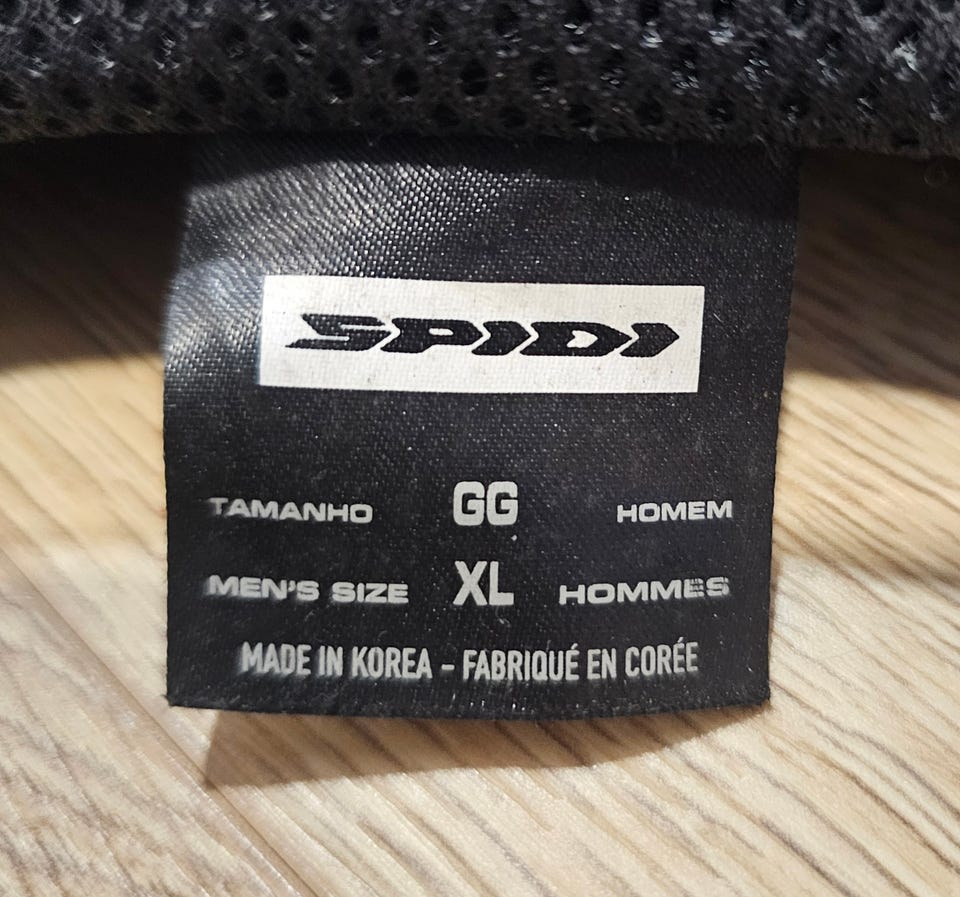 SPIDI
TAMANHO GG HOMEM
MEN'S SIZE XL HOMMES
MADE IN KOREA - FABRIQUÉ EN CORÉE